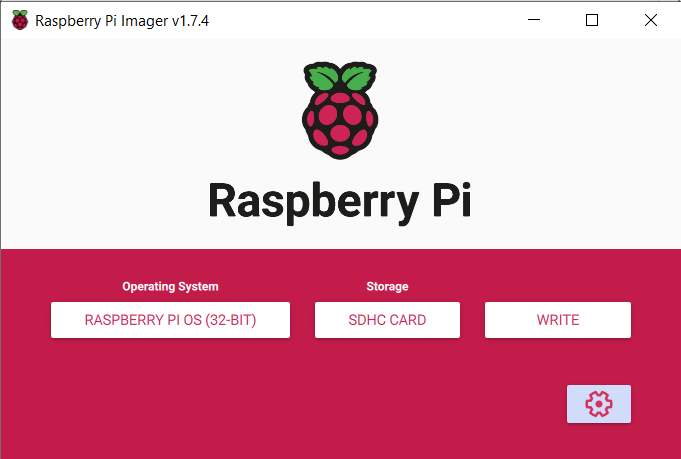 Raspberry Pi Imager v1.7.4
Raspberry Pi
Operating System
Storage
RASPBERRY PI OS (32-BIT)
SDHC CARD
WRITE